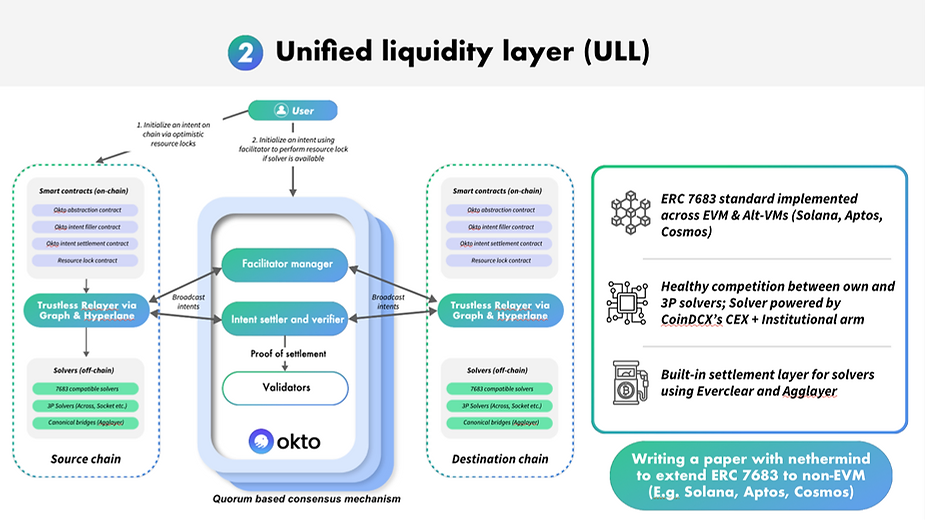 2 Unified liquidity layer (ULL)
User
1. Initialize an intent on
chain via optimistic
resource locks
2. Initialize an intent using
facilitator to perform resource lock
if solver is available
Smart contracts (on-chain)
Okto abstraction contract
Okto intent filler contract
Okto intent settlement contract
Resource lock contract
Trustless Relayer via
Graph & Hyperlane
Solvers (off-chain)
7683 compatible solvers
3P Solvers (Across, Socket etc.)
Canonical bridges (Agglayer)
Source chain
Broadcast
intents
Facilitator manager
Intent settler and verifier
Proof of settlement
Validators
okto
Quorum based consensus mechanism
Broadcast
intents
Smart contracts (on-chain)
Okto abstraction contract
Okto intent filler contract
Okto intent settlement contract
Resource lock contract
Trustless Relayer via
Graph & Hyperlane
Solvers (off-chain)
7683 compatible solvers
3P Solvers (Across, Socket etc.)
Canonical bridges (Agglayer)
Destination chain
ERC 7683 standard implemented
across EVM & Alt-VMs (Solana, Aptos,
Cosmos)
Healthy competition between own and
3P solvers; Solver powered by
CoinDCX's CEX + Institutional arm
Built-in settlement layer for solvers
using Everclear and Agglayer
Writing a paper with nethermind
to extend ERC 7683 to non-EVM
(E.g. Solana, Aptos, Cosmos)